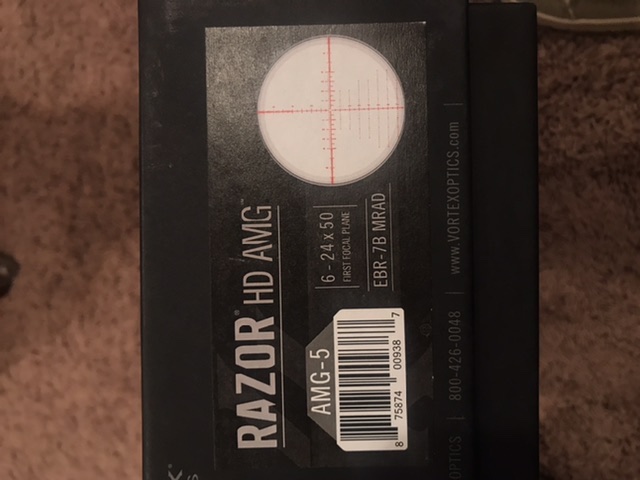 RAZOR® HD AMG™
6 - 24 x 50
FIRST FOCAL PLANE
EBR-7B MRAD
AMG-5
8 75874 00938 7
OPTICS | 800-426-0048 | www.VORTEXOPTICS.com |